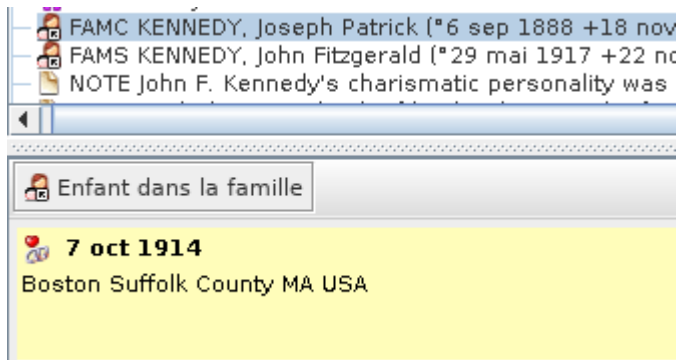 FAMC KENNEDY, Joseph Patrick (*6 sep 1888 +18 nov
FAMS KENNEDY, John Fitzgerald (*29 mai 1917 +22 no
NOTE John F. Kennedy's charismatic personality was
Enfant dans la famille
7 oct 1914
Boston Suffolk County MA USA